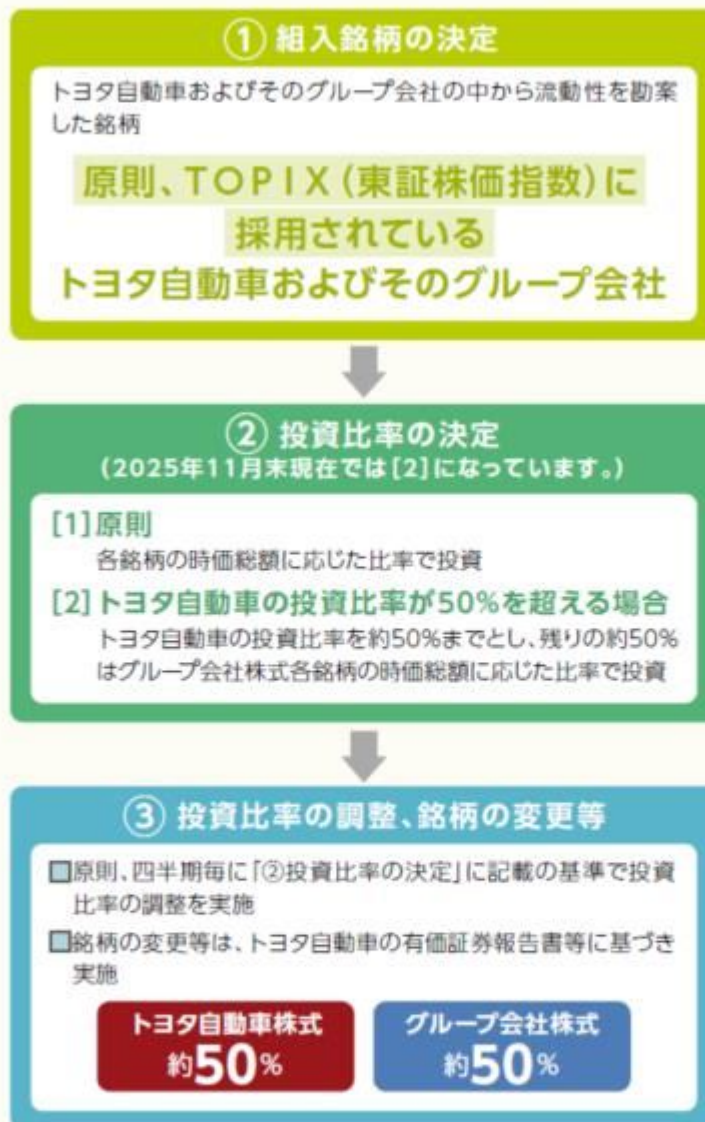 ① 組入銘柄の決定
トヨタ自動車およびそのグループ会社の中から流動性を勘案
した銘柄
原則、TOPIX(東証株価指数)に
採用されている
トヨタ自動車およびそのグループ会社
② 投資比率の決定
(2025年11月末現在では[2]になっています。)
[1]原則
各銘柄の時価総額に応じた比率で投資
[2]トヨタ自動車の投資比率が50%を超える場合
トヨタ自動車の投資比率を約50%までとし、残りの約50%
はグループ会社株式各銘柄の時価総額に応じた比率で投資
③ 投資比率の調整、銘柄の変更等
原則、四半期毎に「②投資比率の決定」に記載の基準で投資
比率の調整を実施
銘柄の変更等は、トヨタ自動車の有価証券報告書等に基づき
実施
トヨタ自動車株式
約50%
グループ会社株式
約50%